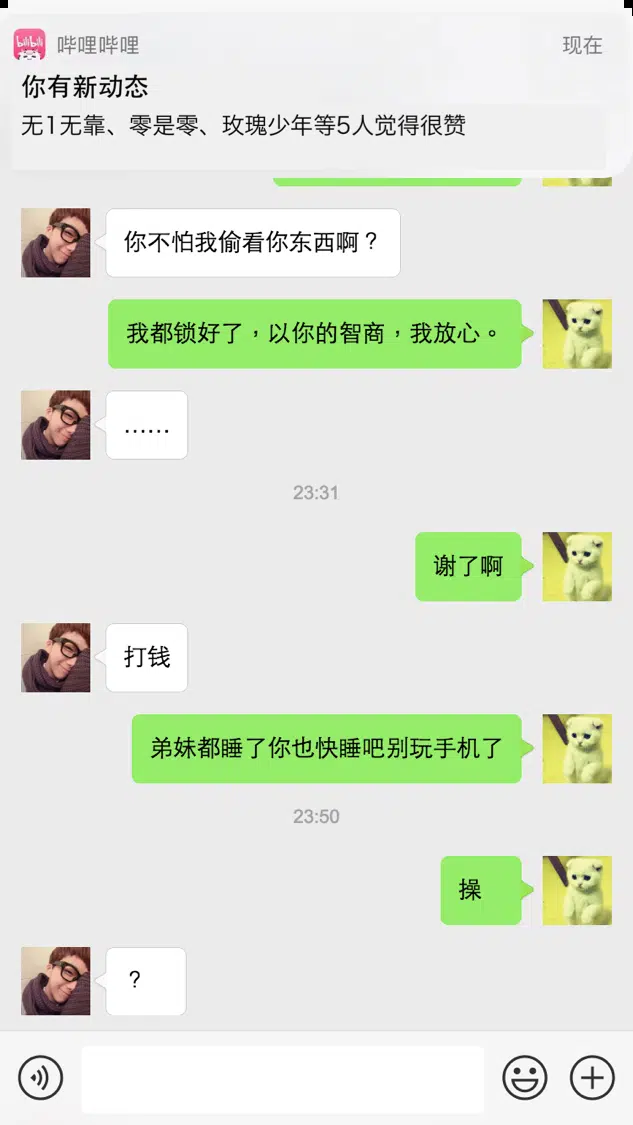 bilibili
哔哩哔哩
现在
你有新动态
无1无靠、零是零、玫瑰少年等5人觉得很赞
你不怕我偷看你东西啊？
我都锁好了，以你的智商，我放心。
……
23:31
谢了啊
打钱
弟妹都睡了你也快睡吧别玩手机了
23:50
操
？